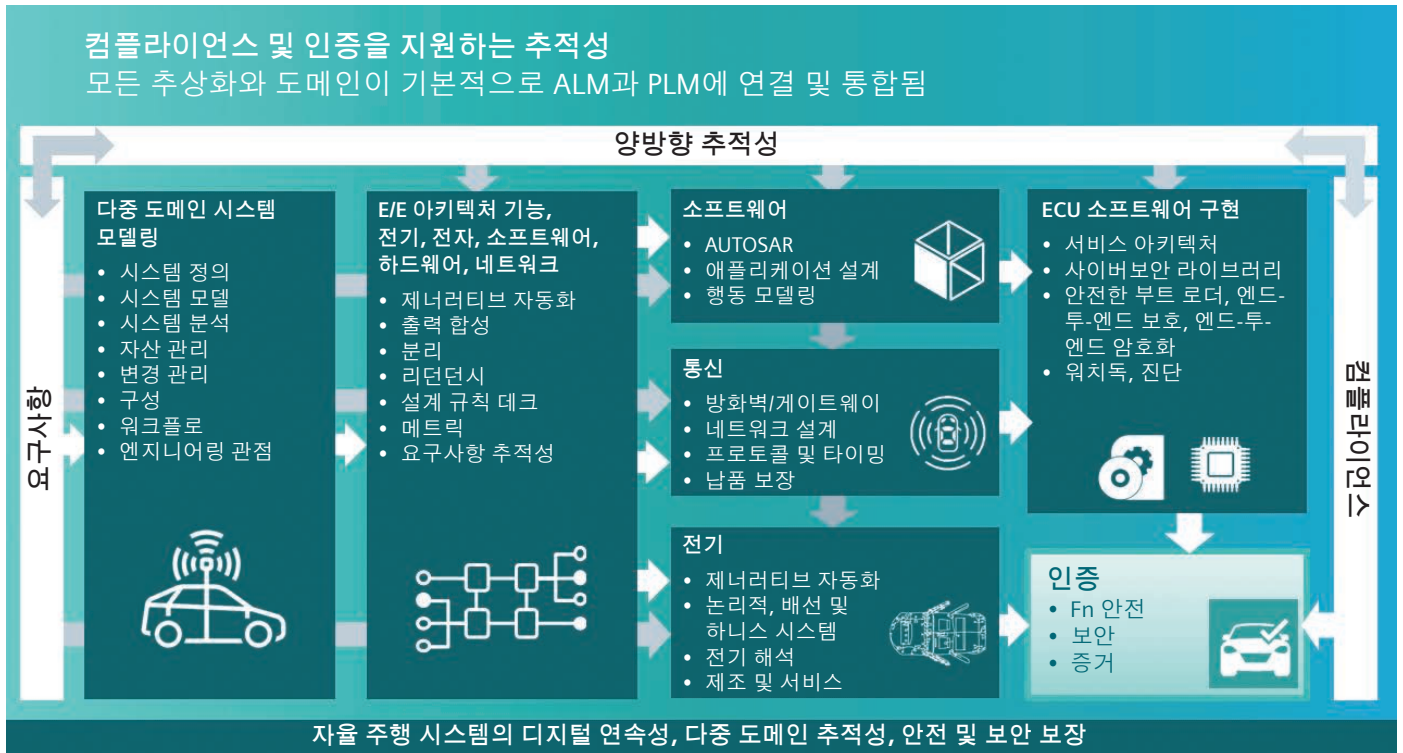 컴플라이언스 및 인증을 지원하는 추적성
모든 추상화와 도메인이 기본적으로 ALM과 PLM에 연결 및 통합됨
양방향 추적성
요구사항
다중 도메인 시스템
모델링
• 시스템 정의
• 시스템 모델
• 시스템 분석
• 자산 관리
• 변경 관리
• 구성
• 워크플로
• 엔지니어링 관점
E/E 아키텍처 기능,
전기, 전자, 소프트웨어,
하드웨어, 네트워크
• 제너러티브 자동화
• 출력 합성
• 분리
• 리던던시
• 설계 규칙 데크
• 메트릭
• 요구사항 추적성
소프트웨어
• AUTOSAR
• 애플리케이션 설계
• 행동 모델링
통신
• 방화벽/게이트웨이
• 네트워크 설계
• 프로토콜 및 타이밍
• 납품 보장
전기
• 제너러티브 자동화
• 논리적, 배선 및
하니스 시스템
• 전기 해석
• 제조 및 서비스
ECU 소프트웨어 구현
• 서비스 아키텍처
• 사이버보안 라이브러리
• 안전한 부트 로더, 엔드-
투-엔드 보호, 엔드-투-
엔드 암호화
• 워치독, 진단
인증
• Fn 안전
• 보안
• 증거
컴플라이언스
자율 주행 시스템의 디지털 연속성, 다중 도메인 추적성, 안전 및 보안 보장